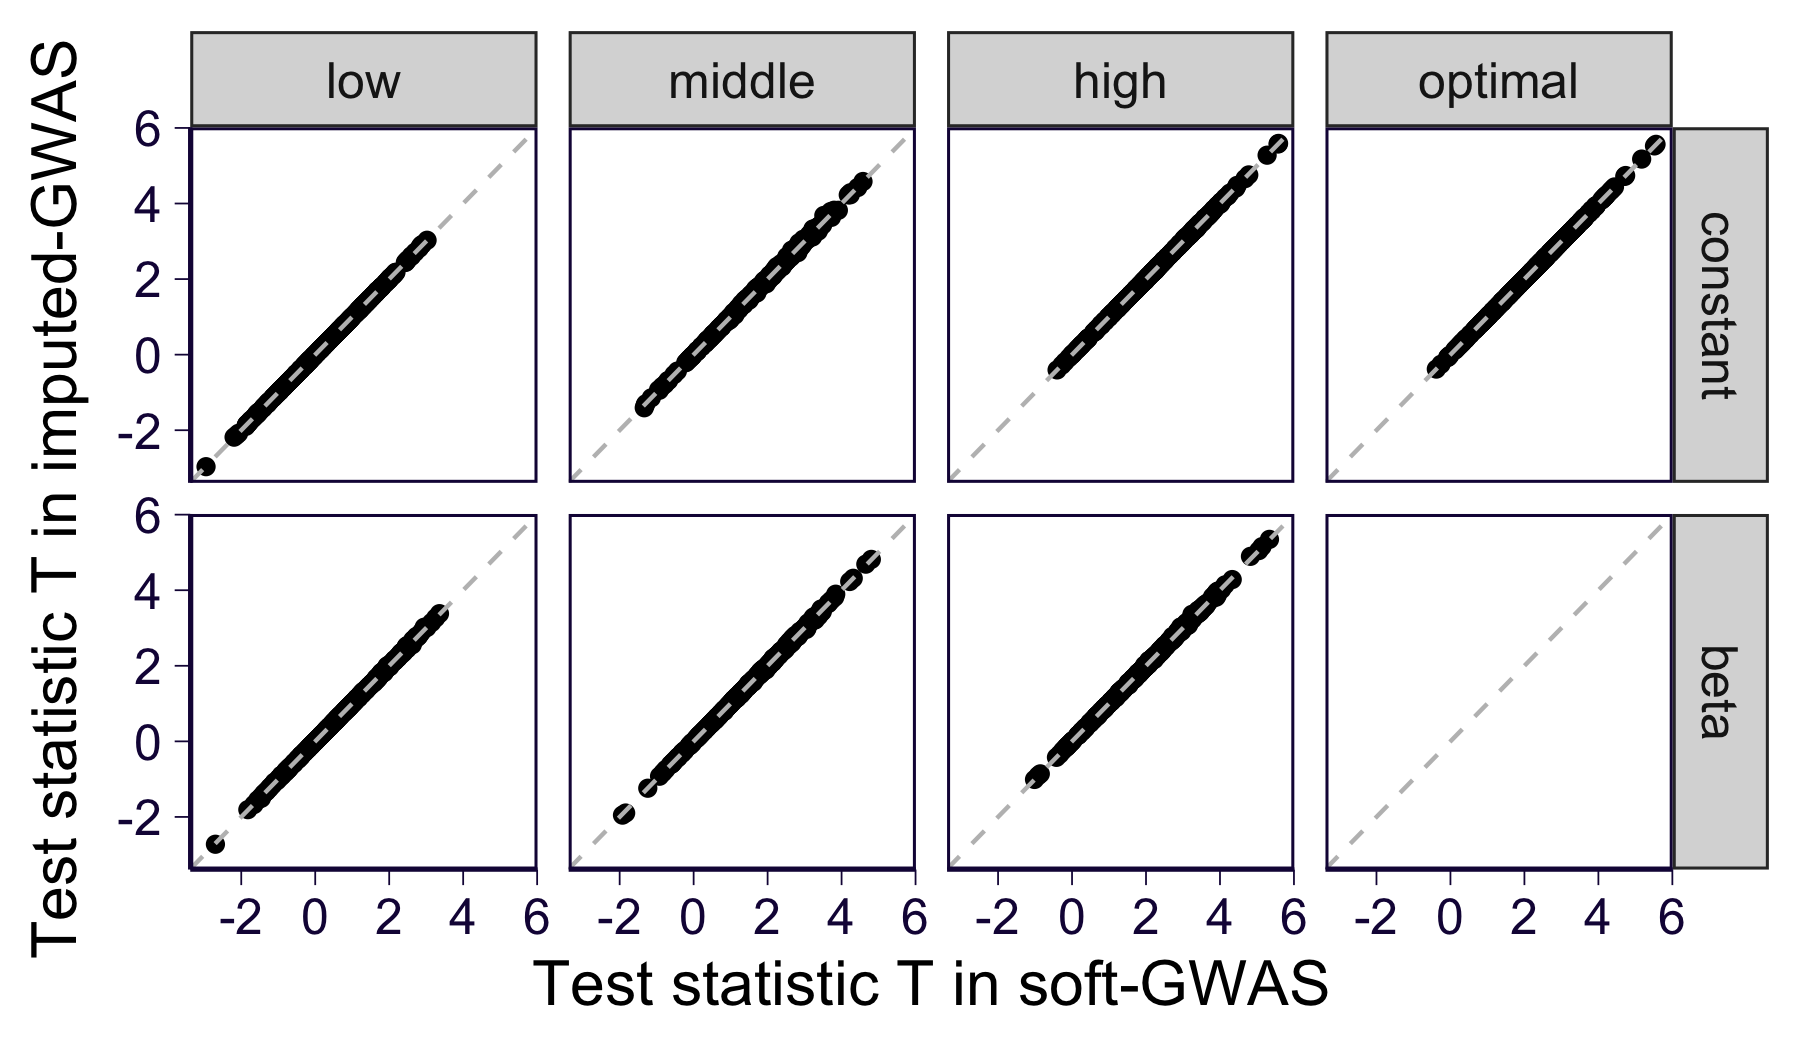 low middle high optimal
Test statistic T in imputed-GWAS
6
4
2
0
-2
constant
6
4
2
0
-2
beta
-2 0 2 4 6 -2 0 2 4 6 -2 0 2 4 6 -2 0 2 4 6
Test statistic T in soft-GWAS